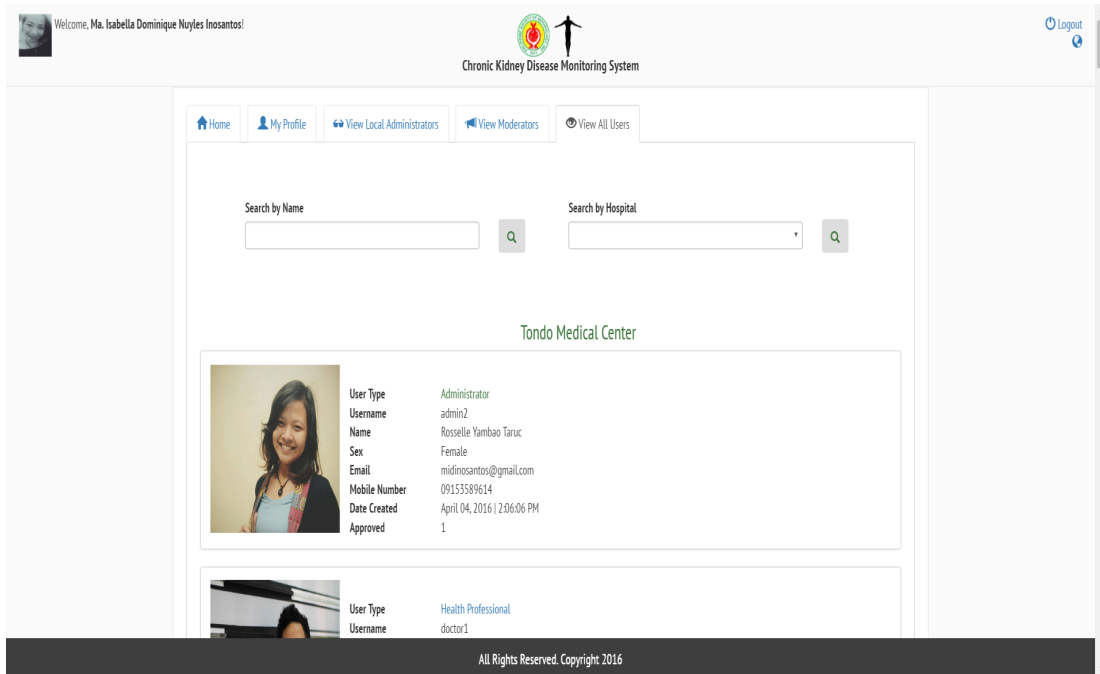 Welcome, Ma. Isabella Dominique Nuyles Inosantos!
Logout
Chronic Kidney Disease Monitoring System
Home My Profile View Local Administrators View Moderators View All Users
Search by Name Search by Hospital
Tondo Medical Center
User Type Administrator
Username admin2
Name Rosselle Yambao Taruc
Sex Female
Email midinosantos@gmail.com
Mobile Number 09153589614
Date Created April 04, 2016 | 2:06:06 PM
Approved 1
User Type Health Professional
Username doctor1
All Rights Reserved. Copyright 2016